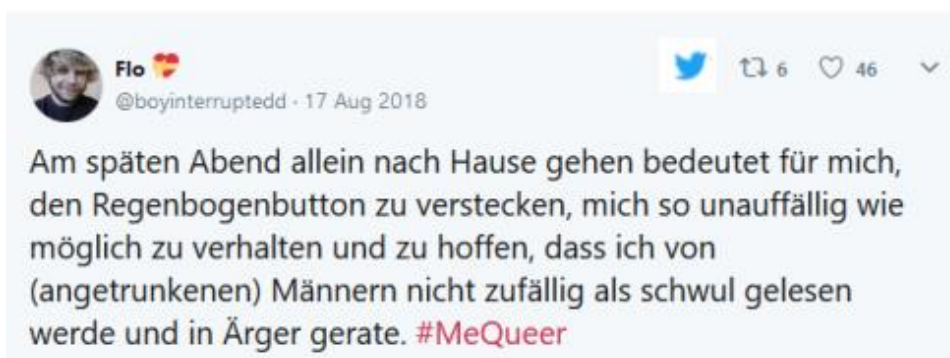 Flo
@boyinterruptedd · 17 Aug 2018
6 46
Am späten Abend allein nach Hause gehen bedeutet für mich,
den Regenbogenbutton zu verstecken, mich so unauffällig wie
möglich zu verhalten und zu hoffen, dass ich von
(angetrunkenen) Männern nicht zufällig als schwul gelesen
werde und in Ärger gerate. #MeQueer